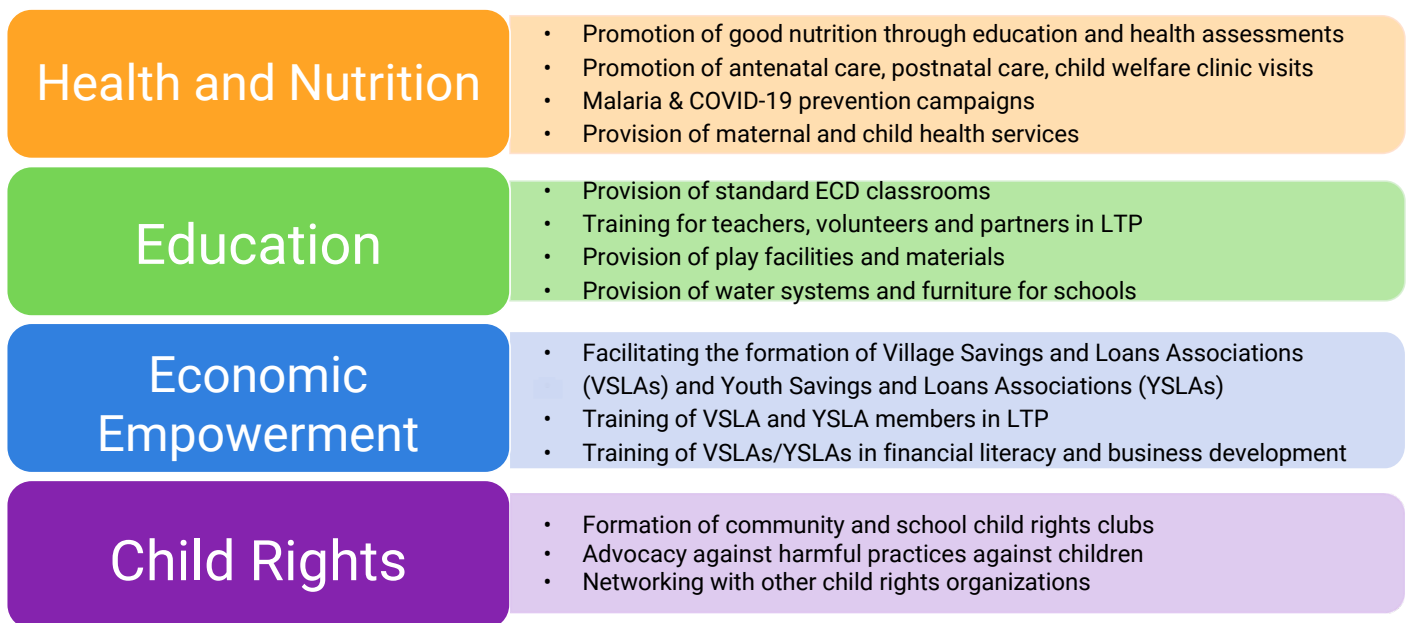 Health and Nutrition
• Promotion of good nutrition through education and health assessments
• Promotion of antenatal care, postnatal care, child welfare clinic visits
• Malaria & COVID-19 prevention campaigns
• Provision of maternal and child health services
Education
• Provision of standard ECD classrooms
• Training for teachers, volunteers and partners in LTP
• Provision of play facilities and materials
• Provision of water systems and furniture for schools
Economic
Empowerment
• Facilitating the formation of Village Savings and Loans Associations
(VSLAs) and Youth Savings and Loans Associations (YSLAs)
• Training of VSLA and YSLA members in LTP
• Training of VSLAs/YSLAs in financial literacy and business development
Child Rights
• Formation of community and school child rights clubs
• Advocacy against harmful practices against children
• Networking with other child rights organizations